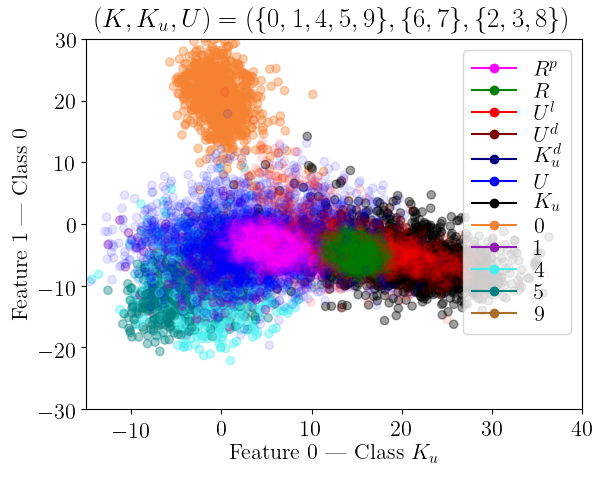 (K, K_u, U) = ({0, 1, 4, 5, 9}, {6, 7}, {2, 3, 8})
30
20
10
0
−10
−20
−30
Feature 1 — Class 0
−10
0
10
20
30
40
Feature 0 — Class K_u
R^p
R
U^l
U^d
K_u^d
U
K_u
0
1
4
5
9